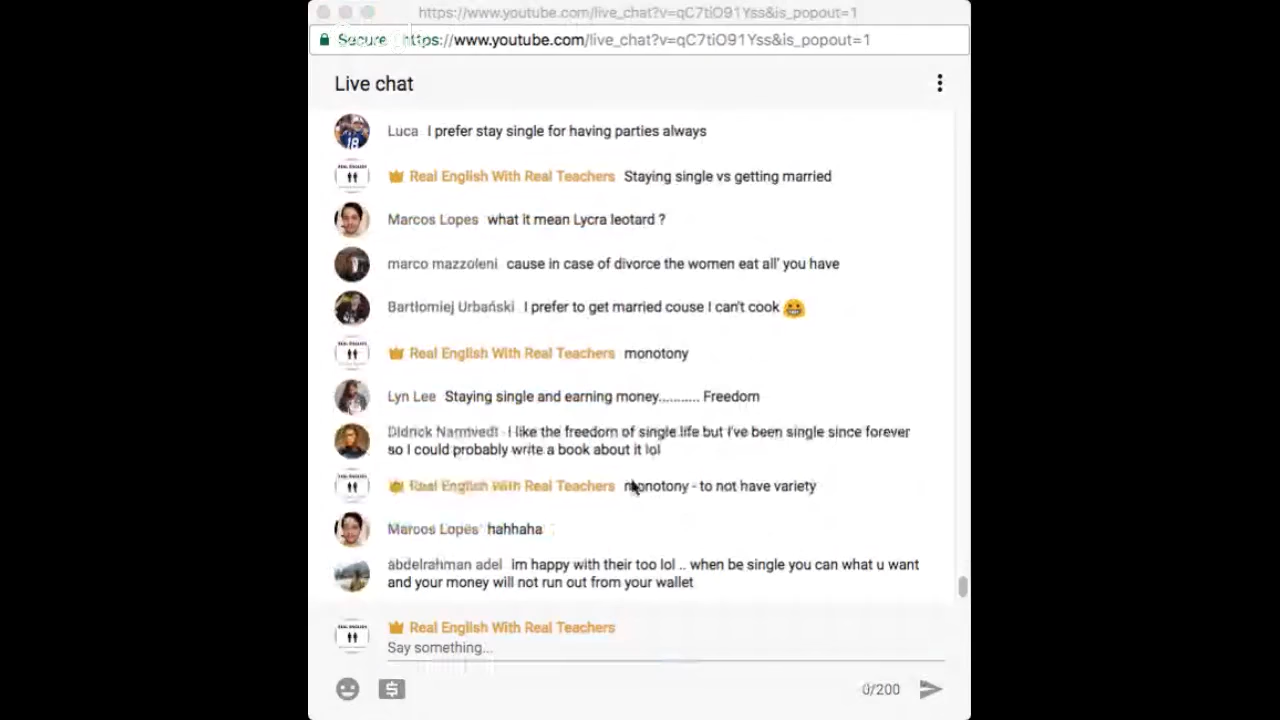 https://www.youtube.com/live_chat?v=qC7tiO91Yss&is_popout=1
Secure https://www.youtube.com/live_chat?v=qC7tiO91Yss&is_popout=1
Live chat
Luca I prefer stay single for having parties always
Real English With Real Teachers Staying single vs getting married
Marcos Lopes what it mean Lycra leotard ?
marco mazzoleni cause in case of divorce the women eat all' you have
Bartłomiej Urbański I prefer to get married couse I can't cook
Real English With Real Teachers monotony
Lyn Lee Staying single and earning money.......... Freedom
I like the freedom of single life but I've been single since forever
so I could probably write a book about it lol
Real English With Real Teachers monotony - to not have variety
Marcos Lopes hahhaha
abdelrahman adel im happy with their too lol .. when be single you can what u want
and your money will not run out from your wallet
Real English With Real Teachers
Say something...
0/200